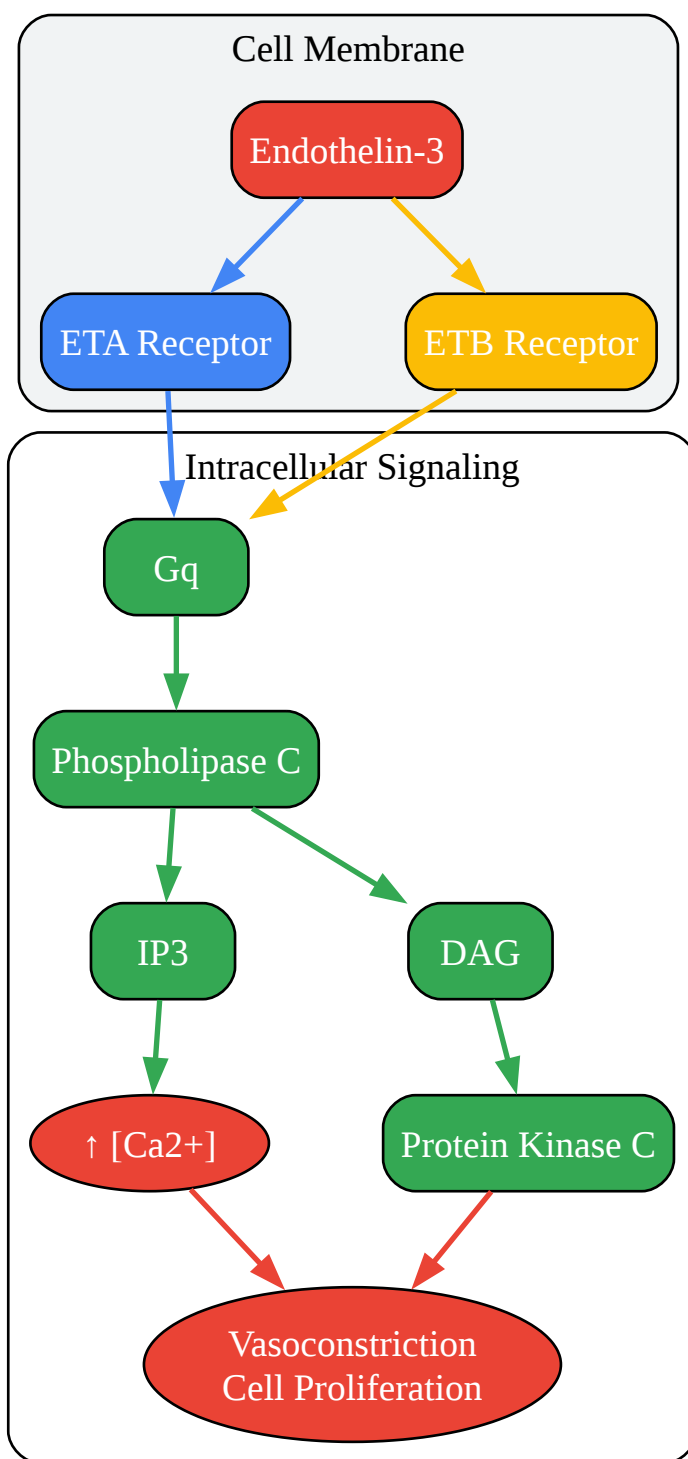 Cell Membrane
Endothelin-3
ETA Receptor
ETB Receptor
Intracellular Signaling
Gq
Phospholipase C
IP3
DAG
↑ [Ca2+]
Protein Kinase C
Vasoconstriction
Cell Proliferation